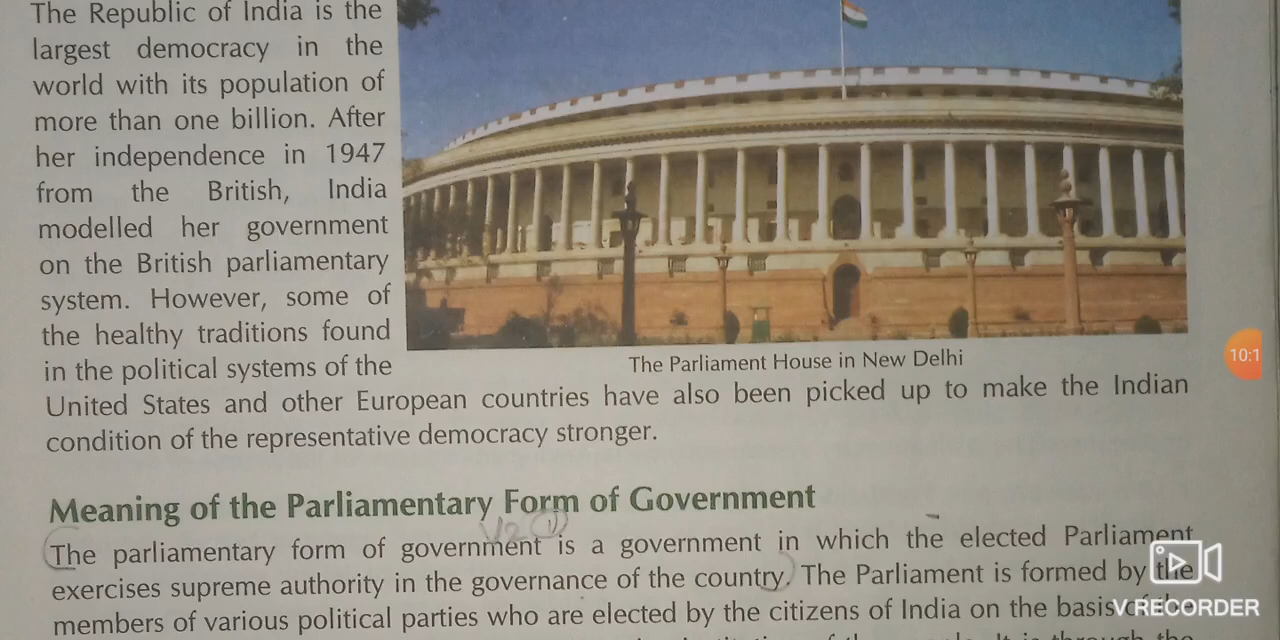 The Republic of India is the
largest democracy in the
world with its population of
more than one billion. After
her independence in 1947
from the British, India
modelled her government
on the British parliamentary
system. However, some of
the healthy traditions found
in the political systems of the
The Parliament House in New Delhi
United States and other European countries have also been picked up to make the Indian
condition of the representative democracy stronger.
10:1
Meaning of the Parliamentary Form of Government
The parliamentary form of government is a government in which the elected Parliament
exercises supreme authority in the governance of the country. The Parliament is formed by the
members of various political parties who are elected by the citizens of India on the basis of the
VRECORDER